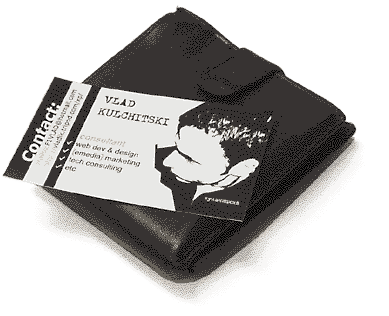 Contact:
VLAD
KULCHITSKI
consultant
web dev & design
(emedia) marketing
tech consulting
etc